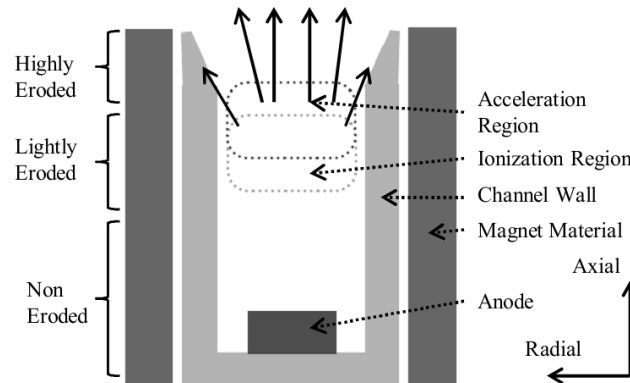 Highly
Eroded
Lightly
Eroded
Non
Eroded
Acceleration
Region
Ionization Region
Channel Wall
Magnet Material
Axial
Anode
Radial